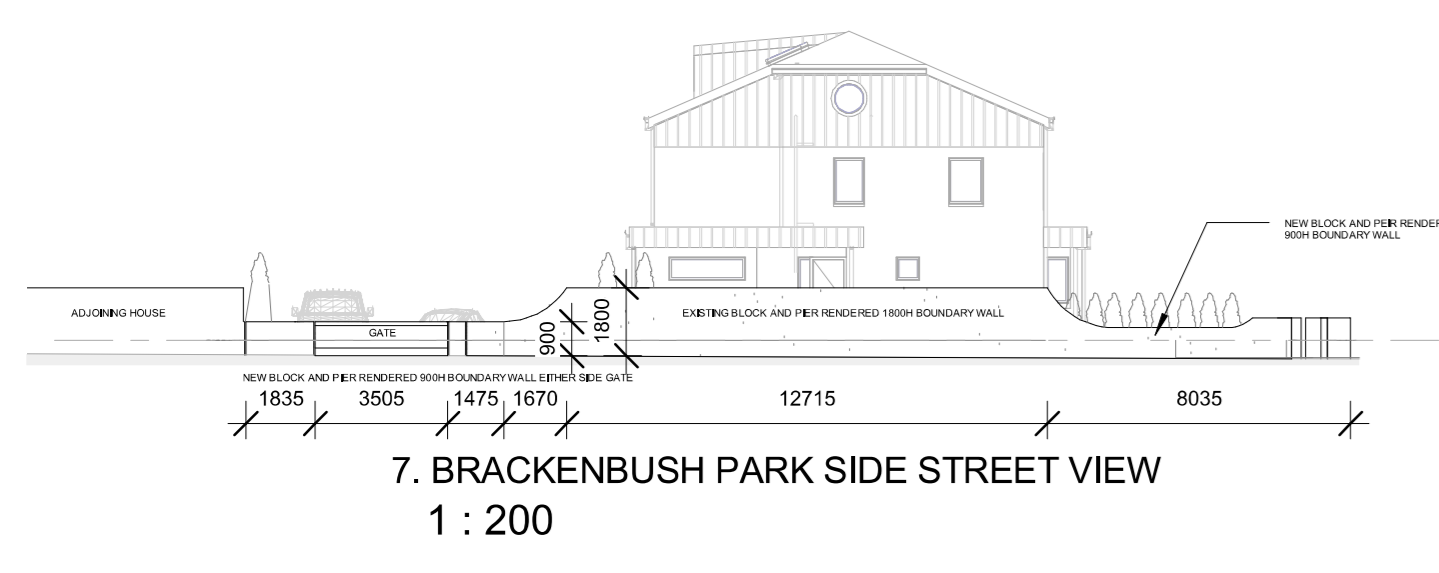 NEW BLOCK AND PEIR RENDER
900H BOUNDARY WALL
ADJOINING HOUSE
GATE
900
1800
EXISTING BLOCK AND PIER RENDERED 1800H BOUNDARY WALL
NEW BLOCK AND PIER RENDERED 900H BOUNDARY WALL EITHER SIDE GATE
1835 3505 1475 1670 12715 8035
7. BRACKENBUSH PARK SIDE STREET VIEW
1 : 200